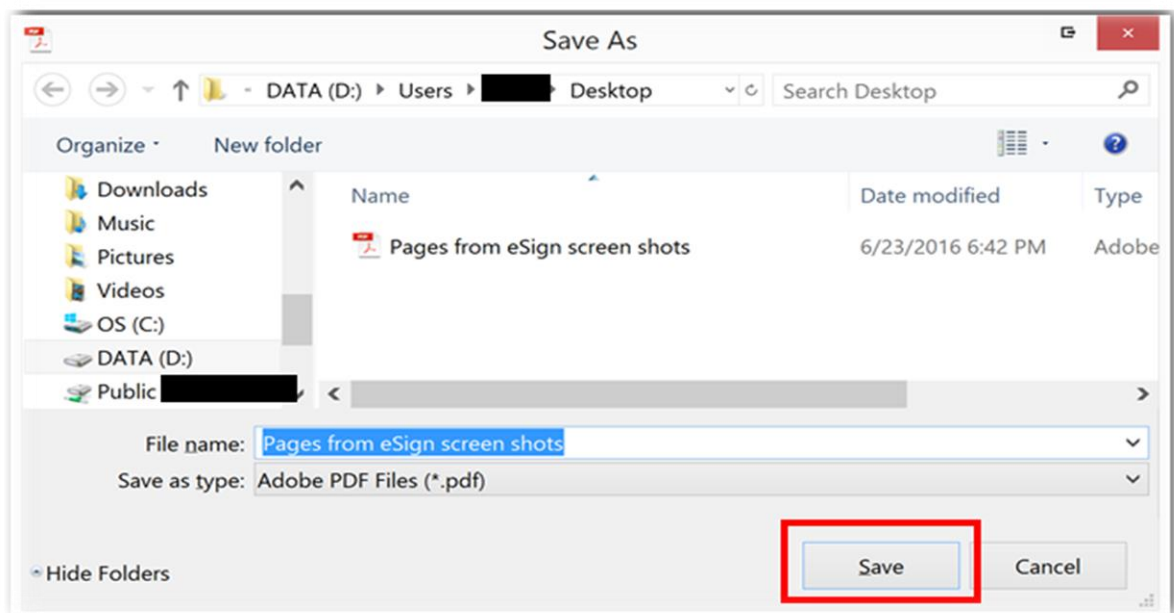 Save As
DATA (D:) Users Desktop Search Desktop
Organize New folder
Downloads
Name Date modified Type
Music
Pages from eSign screen shots 6/23/2016 6:42 PM Adobe
Pictures
Videos
OS (C:)
DATA (D:)
Public
File name: Pages from eSign screen shots
Save as type: Adobe PDF Files (*.pdf)
Hide Folders Save Cancel